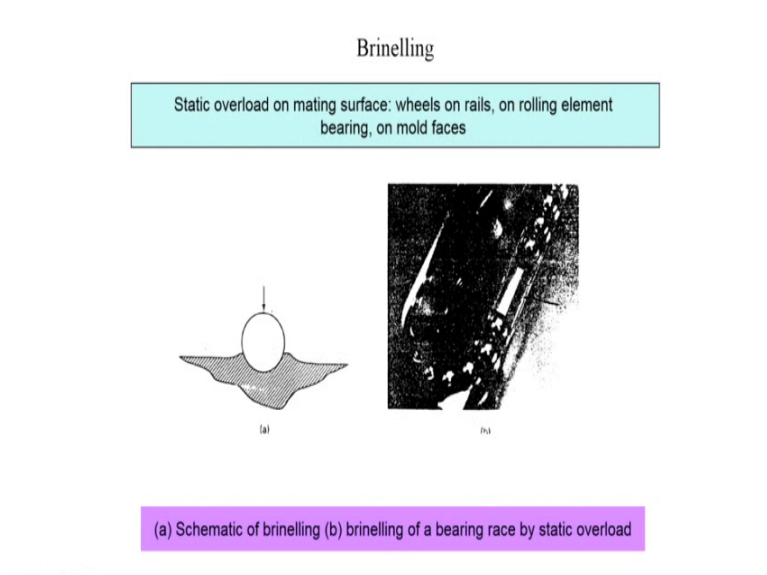 Brinelling
Static overload on mating surface: wheels on rails, on rolling element
bearing, on mold faces
(a)
(b)
(a) Schematic of brinelling (b) brinelling of a bearing race by static overload